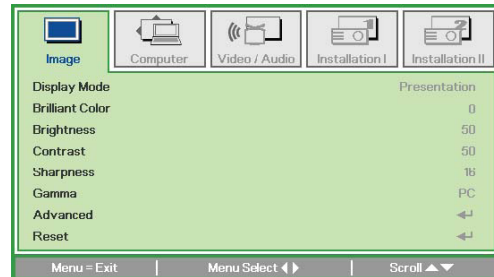 Image Computer Video / Audio Installation I Installation II
Display Mode Presentation
Brilliant Color 0
Brightness 50
Contrast 50
Sharpness 16
Gamma PC
Advanced
Reset
Menu = Exit Menu Select Scroll